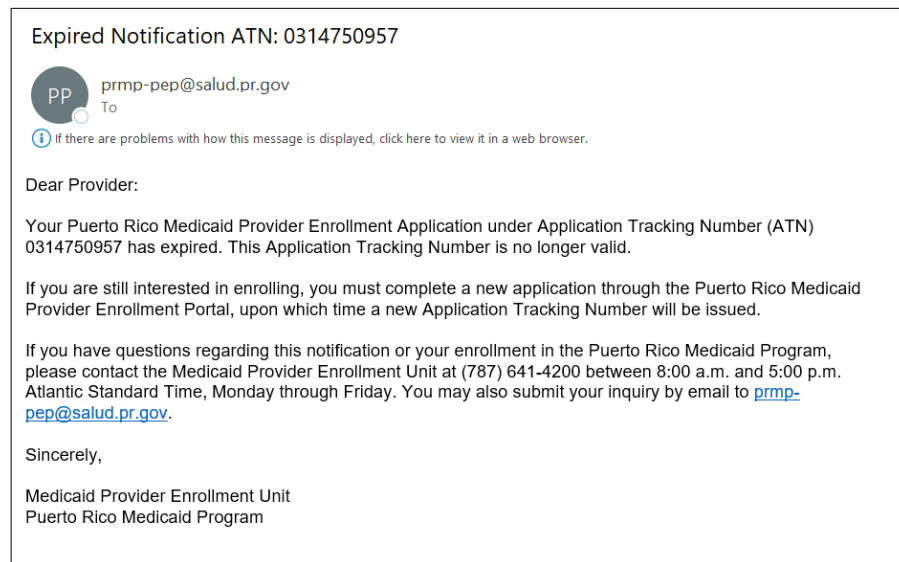 Expired Notification ATN: 0314750957
PP
prmp-pep@salud.pr.gov
To
If there are problems with how this message is displayed, click here to view it in a web browser.
Dear Provider:
Your Puerto Rico Medicaid Provider Enrollment Application under Application Tracking Number (ATN)
0314750957 has expired. This Application Tracking Number is no longer valid.
If you are still interested in enrolling, you must complete a new application through the Puerto Rico Medicaid
Provider Enrollment Portal, upon which time a new Application Tracking Number will be issued.
If you have questions regarding this notification or your enrollment in the Puerto Rico Medicaid Program,
please contact the Medicaid Provider Enrollment Unit at (787) 641-4200 between 8:00 a.m. and 5:00 p.m.
Atlantic Standard Time, Monday through Friday. You may also submit your inquiry by email to prmp-
pep@salud.pr.gov.
Sincerely,
Medicaid Provider Enrollment Unit
Puerto Rico Medicaid Program